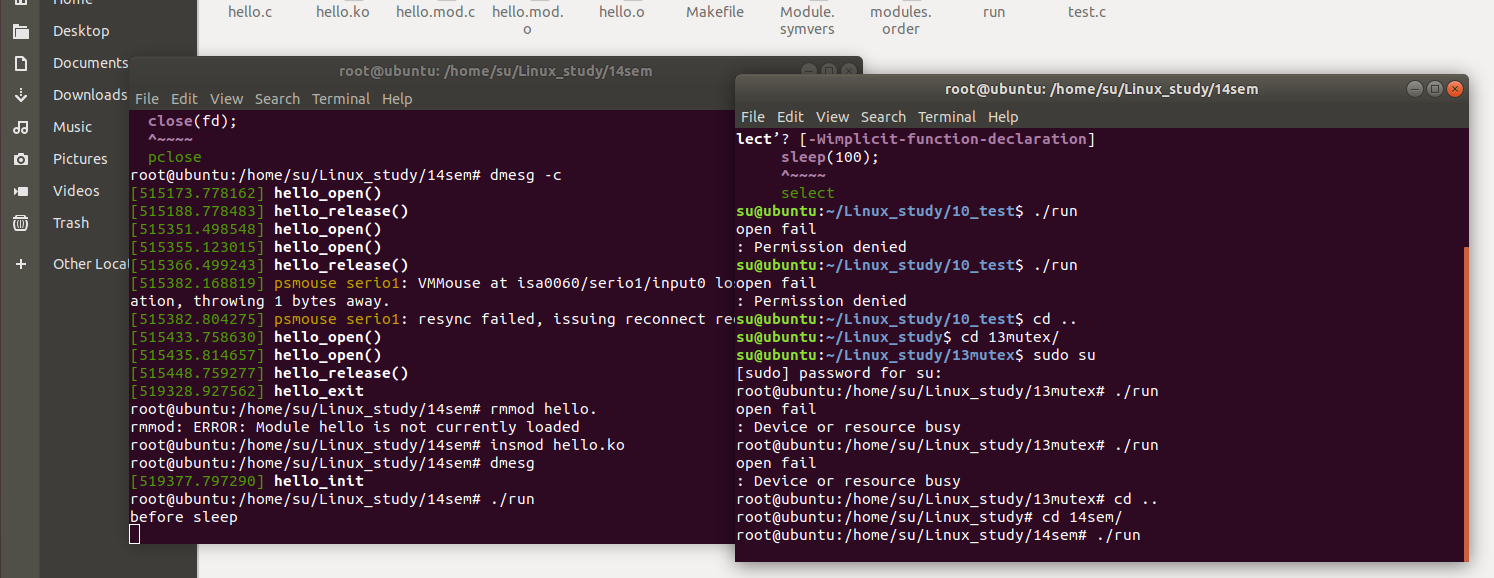 hello.c hello.ko hello.mod.c hello.mod. hello.o Makefile Module. modules. run test.c
o symvers order
Home
Desktop
Documents
Downloads
Music
Pictures
Videos
Trash
+ Other Local
root@ubuntu: /home/su/Linux_study/14sem
File Edit View Search Terminal Help
close(fd);
^~~~~
pclose
root@ubuntu:/home/su/Linux_study/14sem# dmesg -c
[515173.778162] hello_open()
[515188.778483] hello_release()
[515351.498548] hello_open()
[515355.123015] hello_open()
[515366.499243] hello_release()
[515382.168819] psmouse serio1: VMMouse at isa0060/serio1/input0 lo
ation, throwing 1 bytes away.
[515382.804275] psmouse serio1: resync failed, issuing reconnect re
[515433.758630] hello_open()
[515435.814657] hello_open()
[515448.759277] hello_release()
[519328.927562] hello_exit
root@ubuntu:/home/su/Linux_study/14sem# rmmod hello.
rmmod: ERROR: Module hello is not currently loaded
root@ubuntu:/home/su/Linux_study/14sem# insmod hello.ko
root@ubuntu:/home/su/Linux_study/14sem# dmesg
[519377.797290] hello_init
root@ubuntu:/home/su/Linux_study/14sem# ./run
before sleep
root@ubuntu: /home/su/Linux_study/14sem
File Edit View Search Terminal Help
lect’? [-Wimplicit-function-declaration]
sleep(100);
^~~~~
select
su@ubuntu:~/Linux_study/10_test$ ./run
open fail
: Permission denied
su@ubuntu:~/Linux_study/10_test$ ./run
open fail
: Permission denied
su@ubuntu:~/Linux_study/10_test$ cd ..
su@ubuntu:~/Linux_study$ cd 13mutex/
su@ubuntu:~/Linux_study/13mutex$ sudo su
[sudo] password for su:
root@ubuntu:/home/su/Linux_study/13mutex# ./run
open fail
: Device or resource busy
root@ubuntu:/home/su/Linux_study/13mutex# ./run
open fail
: Device or resource busy
root@ubuntu:/home/su/Linux_study/13mutex# cd ..
root@ubuntu:/home/su/Linux_study# cd 14sem/
root@ubuntu:/home/su/Linux_study/14sem# ./run